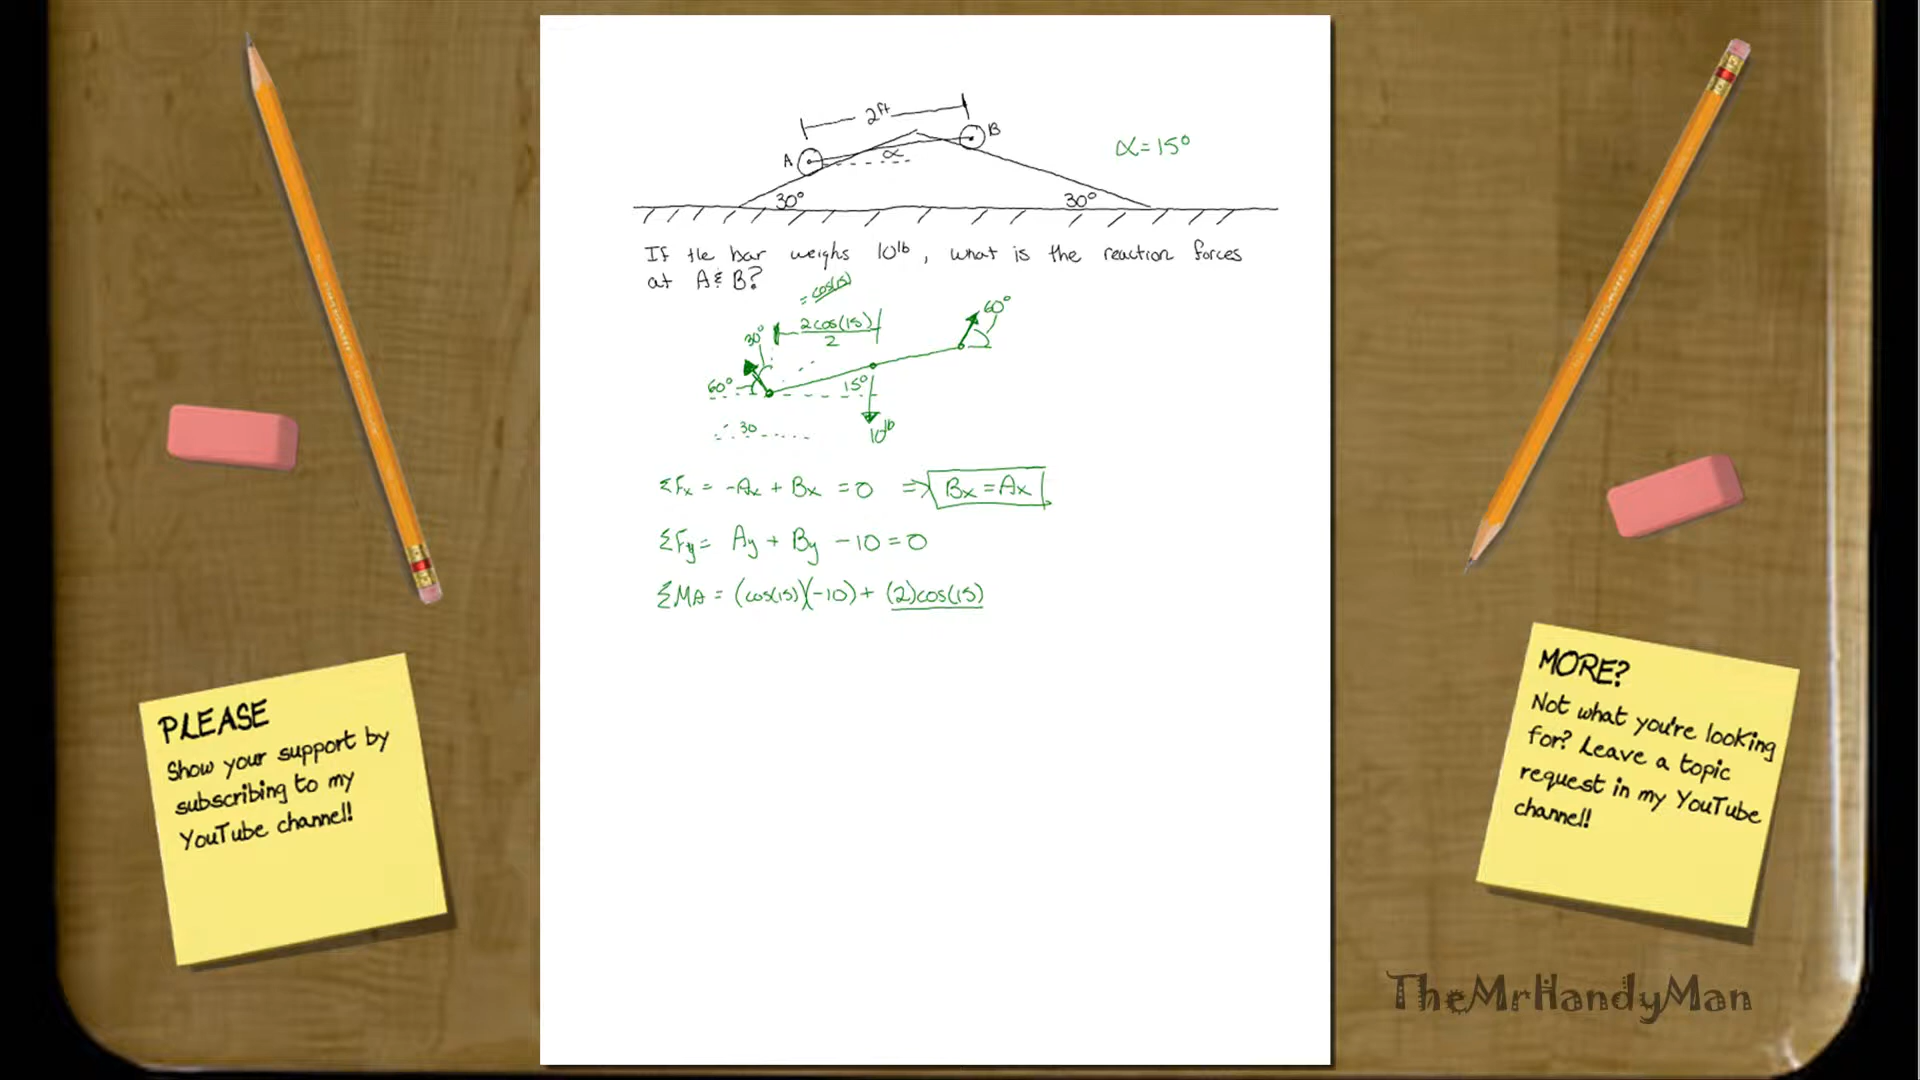 2ft
A
B
α
α=15°
30°
30°
If the bar weighs 10lb, what is the reaction forces
at A & B?
=cos(15)
2cos(15)
2
30°
60°
60°
15°
10lb
30
ΣFx = -Ax + Bx = 0 ⇒ Bx = Ax
ΣFy = Ay + By - 10 = 0
ΣMA = (cos(15))(-10) + (2)cos(15)
PLEASE
Show your support by
subscribing to my
YouTube channel!
MORE?
Not what you're looking
for? Leave a topic
request in my YouTube
channel!
TheMrHandyMan